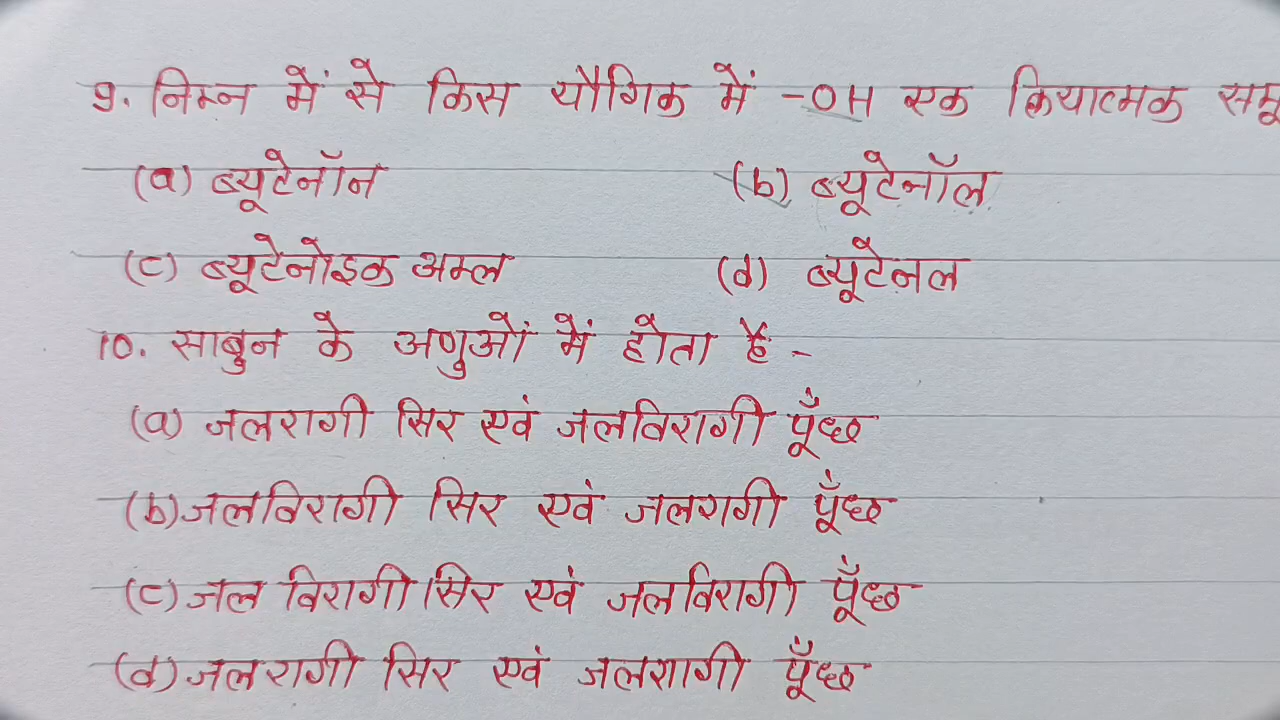 9. निम्न में से किस यौगिक में -OH एक क्रियात्मक समू
(a) ब्यूटेनॉन (b) ब्यूटेनॉल
(c) ब्यूटेनोइक अम्ल (d) ब्यूटेनल
10. साबुन के अणुओं में होता है -
(a) जलरागी सिर एवं जलविरागी पूँछ
(b) जलविरागी सिर एवं जलरागी पूँछ
(c) जल विरागी सिर एवं जलविरागी पूँछ
(d) जलरागी सिर एवं जलरागी पूँछ